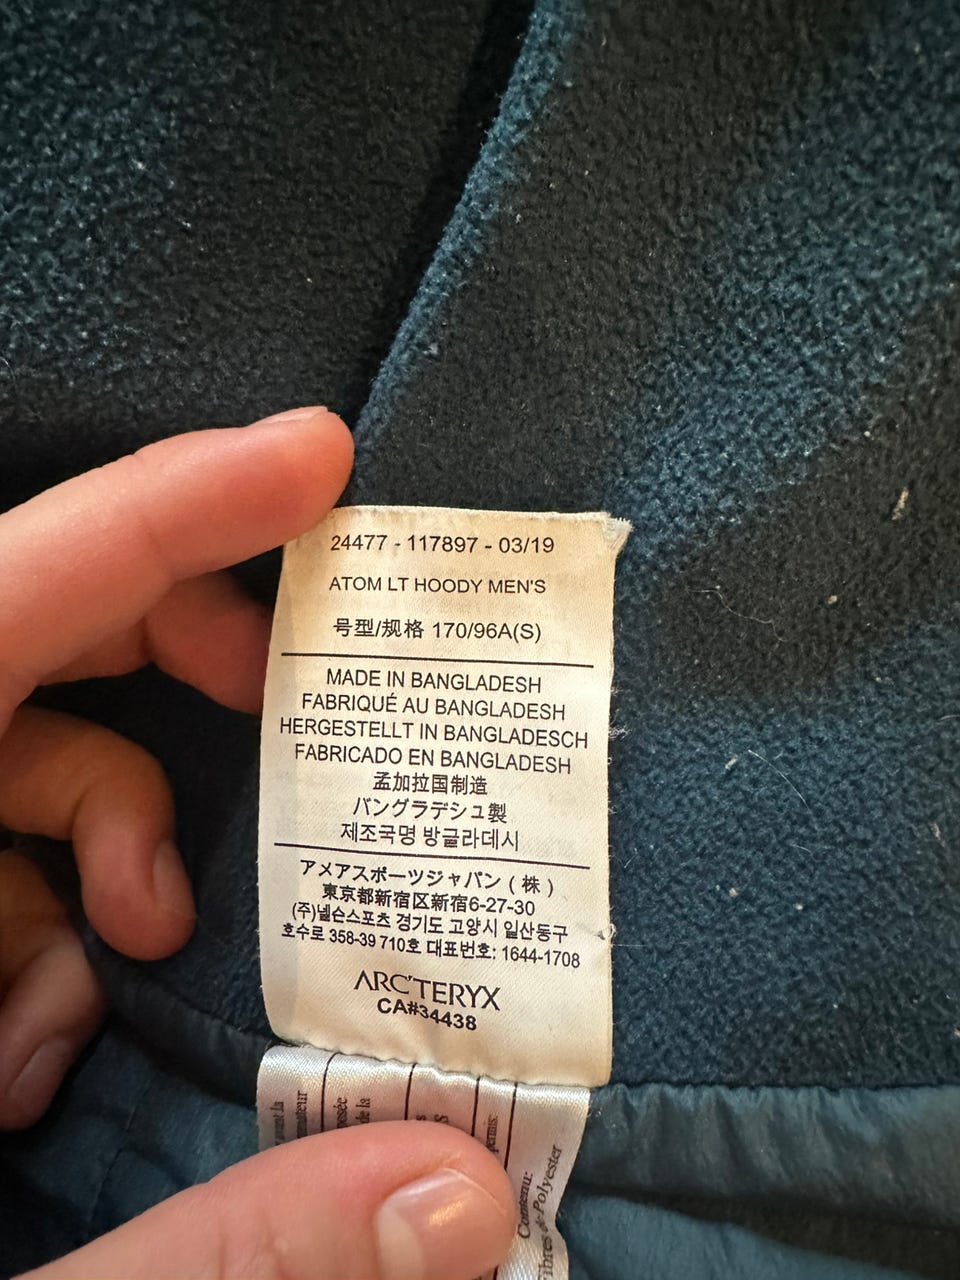 24477 - 117897 - 03/19
ATOM LT HOODY MEN'S
号型/规格 170/96A(S)
MADE IN BANGLADESH
FABRIQUÉ AU BANGLADESH
HERGESTELLT IN BANGLADESCH
FABRICADO EN BANGLADESH
孟加拉国制造
バングラデシュ製
제조국명 방글라데시
アメアスポーツジャパン ( 株 )
東京都新宿区新宿6-27-30
(주)넬슨스포츠 경기도 고양시 일산동구
호수로 358-39 710호 대표번호: 1644-1708
ARC'TERYX
CA#34438
de la
Contenu:
Polyester